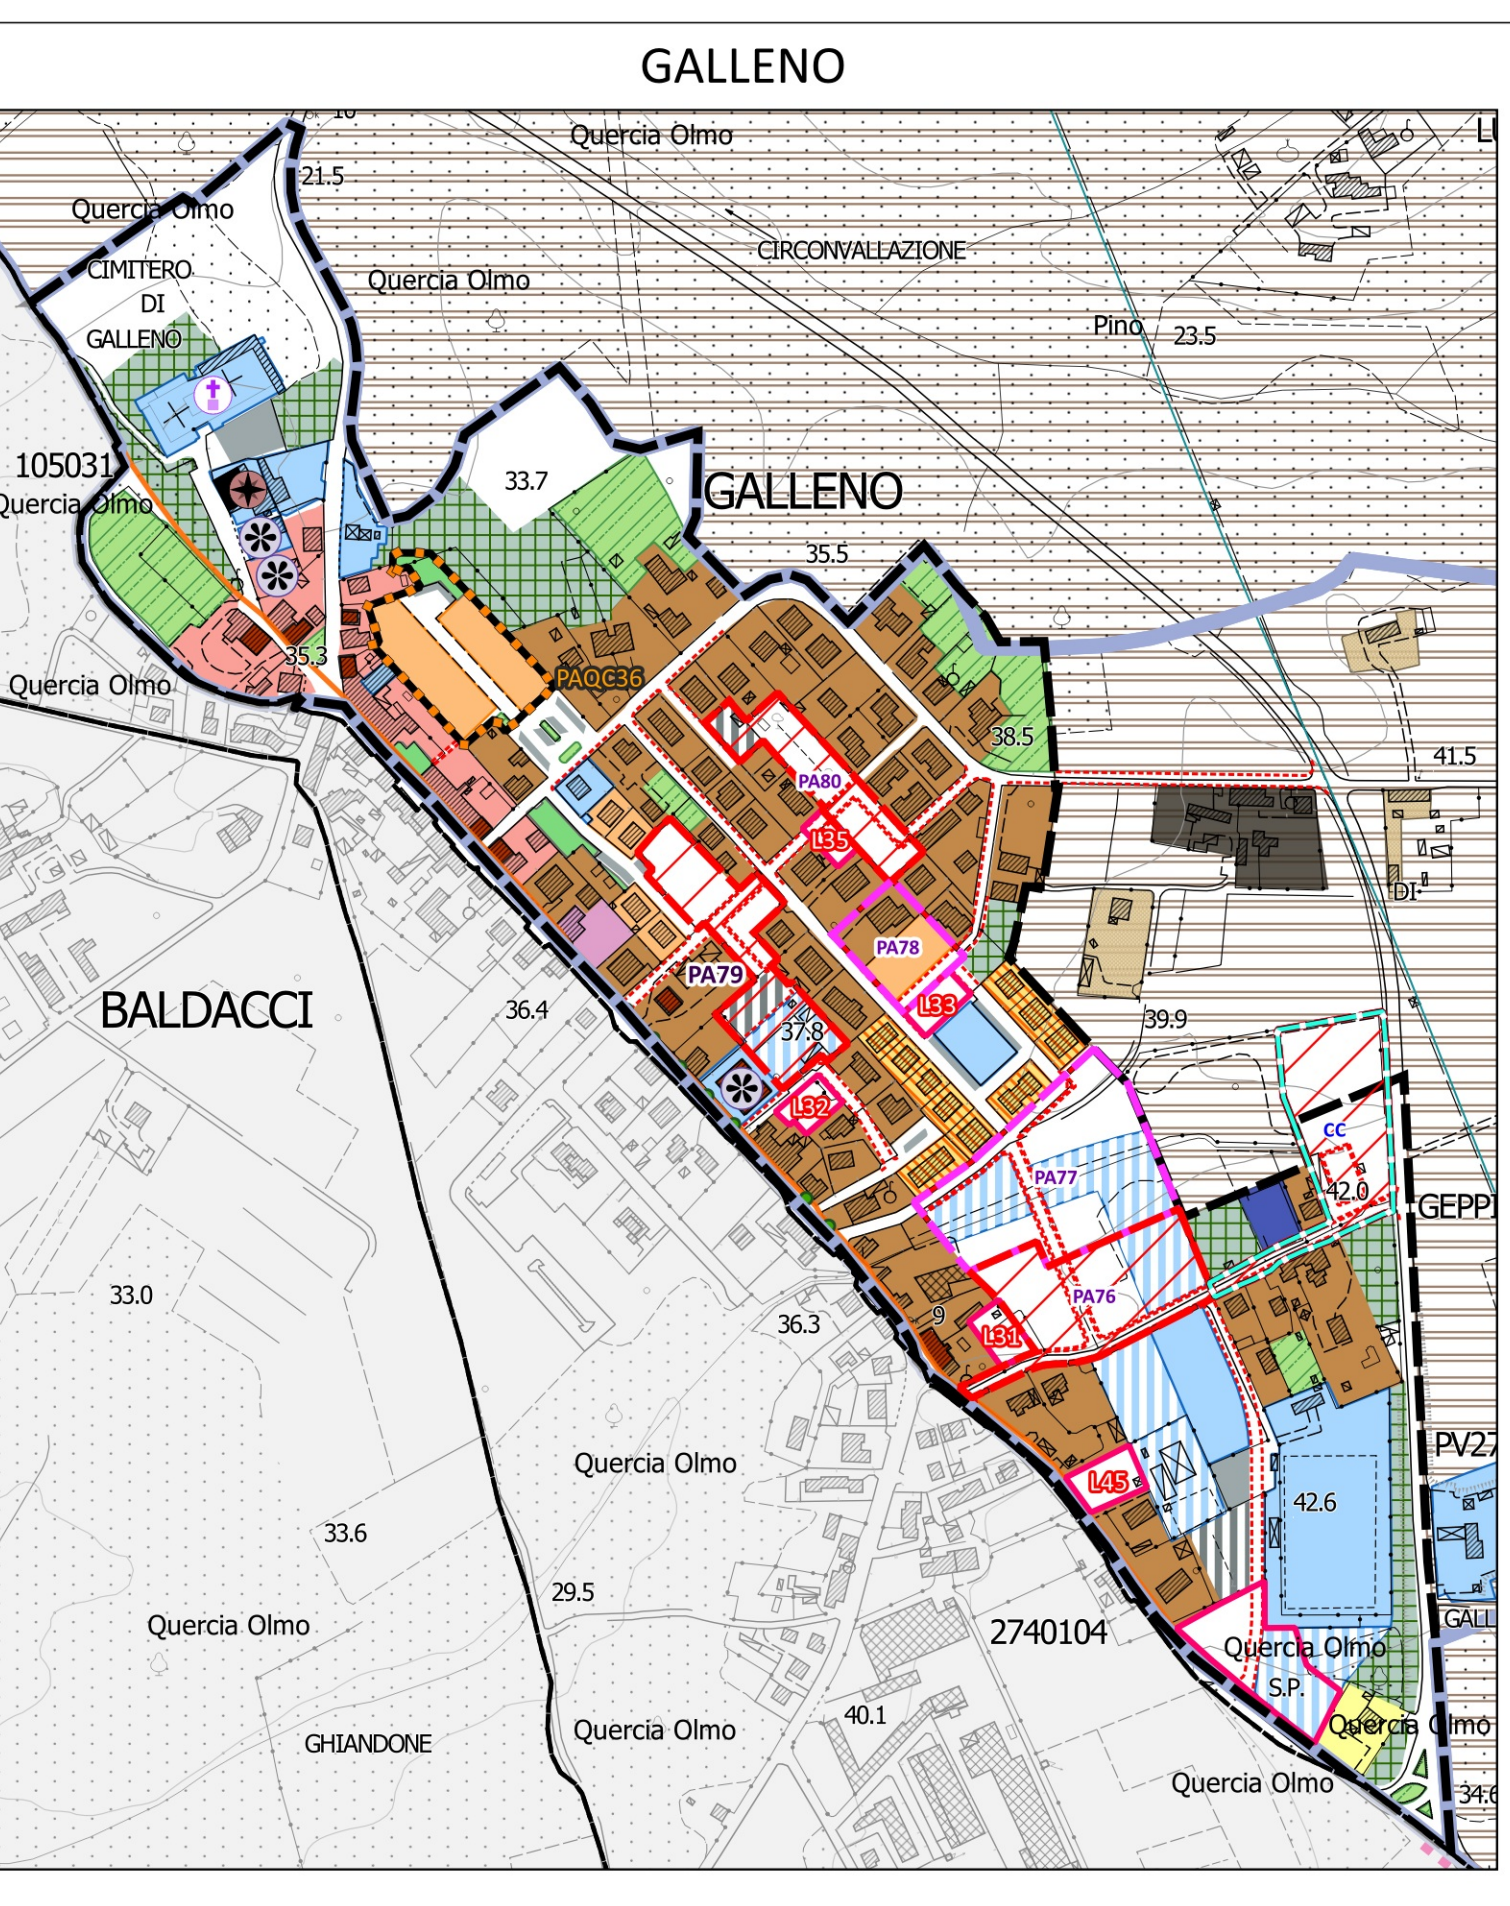 GALLENO
Quercia Olmo
21.5
Quercia Olmo
CIRCONVALLAZIONE
CIMITERO
DI
GALLENO
Quercia Olmo
Pino
23.5
105031
Quercia Olmo
33.7
GALLENO
35.5
35.3
Quercia Olmo
PAQC36
38.5
41.5
PA80
L35
DI
PA78
PA79
BALDACCI
36.4
L33
39.9
37.8
L32
CC
PA77
42.0
GEPPI
33.0
PA76
36.3
9
L31
Quercia Olmo
PV27
L45
42.6
33.6
29.5
Quercia Olmo
2740104
GALL
Quercia Olmo
S.P.
40.1
Quercia Olmo
Quercia Olmo
GHIANDONE
Quercia Olmo
34.6